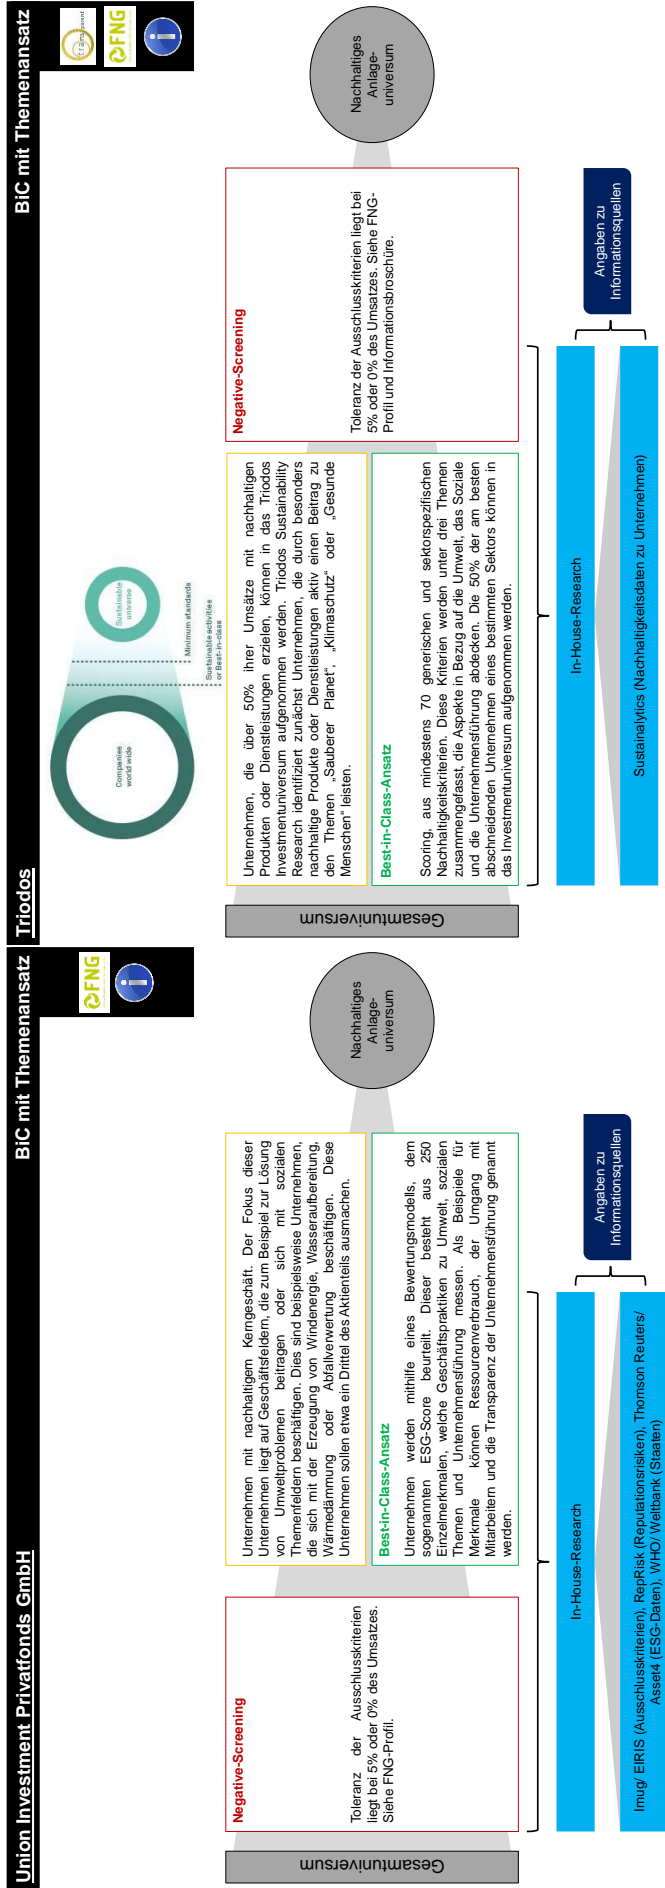 Union Investment Privatfonds GmbH
BiC mit Themenansatz
FNG
i
Gesamtuniversum
Negative-Screening
Toleranz der Ausschlusskriterien
liegt bei 5% oder 0% des Umsatzes.
Siehe FNG-Profil.
Unternehmen mit nachhaltigem Kerngeschäft. Der Fokus dieser
Unternehmen liegt auf Geschäftsfeldern, die zum Beispiel zur Lösung
von Umweltproblemen beitragen oder sich mit sozialen
Themenfeldern beschäftigen. Dies sind beispielsweise Unternehmen,
die sich mit der Erzeugung von Windenergie, Wasseraufbereitung,
Wärmedämmung oder Abfallverwertung beschäftigen. Diese
Unternehmen sollen etwa ein Drittel des Aktienteils ausmachen.
Best-in-Class-Ansatz
Unternehmen werden mithilfe eines Bewertungsmodells, dem
sogenannten ESG-Score beurteilt. Dieser besteht aus 250
Einzelmerkmalen, welche Geschäftspraktiken zu Umwelt, sozialen
Themen und Unternehmensführung messen. Als Beispiele für
Merkmale können Ressourcenverbrauch, der Umgang mit
Mitarbeitern und die Transparenz der Unternehmensführung genannt
werden.
Nachhaltiges
Anlage-
universum
In-House-Research
Imug/ EIRIS (Ausschlusskriterien), RepRisk (Reputationsrisiken), Thomson Reuters/
Asset4 (ESG-Daten), WHO/ Weltbank (Staaten)
Angaben zu
Informationsquellen
Triodos
BiC mit Themenansatz
transparent
FNG
i
Companies
world wide
Sustainable
universe
Minimum standards
Sustainable activities
or Best-in-class
Gesamtuniversum
Unternehmen, die über 50% ihrer Umsätze mit nachhaltigen
Produkten oder Dienstleistungen erzielen, können in das Triodos
Investmentuniversum aufgenommen werden. Triodos Sustainability
Research identifiziert zunächst Unternehmen, die durch besonders
nachhaltige Produkte oder Dienstleistungen aktiv einen Beitrag zu
den Themen „Sauberer Planet“, „Klimaschutz“ oder „Gesunde
Menschen“ leisten.
Best-in-Class-Ansatz
Scoring, aus mindestens 70 generischen und sektorspezifischen
Nachhaltigkeitskriterien. Diese Kriterien werden unter drei Themen
zusammengefasst, die Aspekte in Bezug auf die Umwelt, das Soziale
und die Unternehmensführung abdecken. Die 50% der am besten
abschneidenden Unternehmen eines bestimmten Sektors können in
das Investmentuniversum aufgenommen werden.
Negative-Screening
Toleranz der Ausschlusskriterien liegt bei
5% oder 0% des Umsatzes. Siehe FNG-
Profil und Informationsbroschüre.
Nachhaltiges
Anlage-
universum
In-House-Research
Sustainalytics (Nachhaltigkeitsdaten zu Unternehmen)
Angaben zu
Informationsquellen